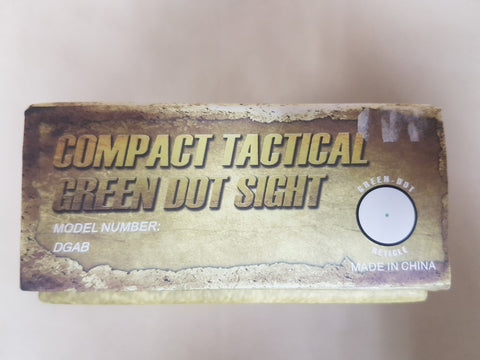 COMPACT TACTICAL
GREEN DOT SIGHT
MODEL NUMBER:
DGAB
GREEN-DOT
RETICLE
MADE IN CHINA